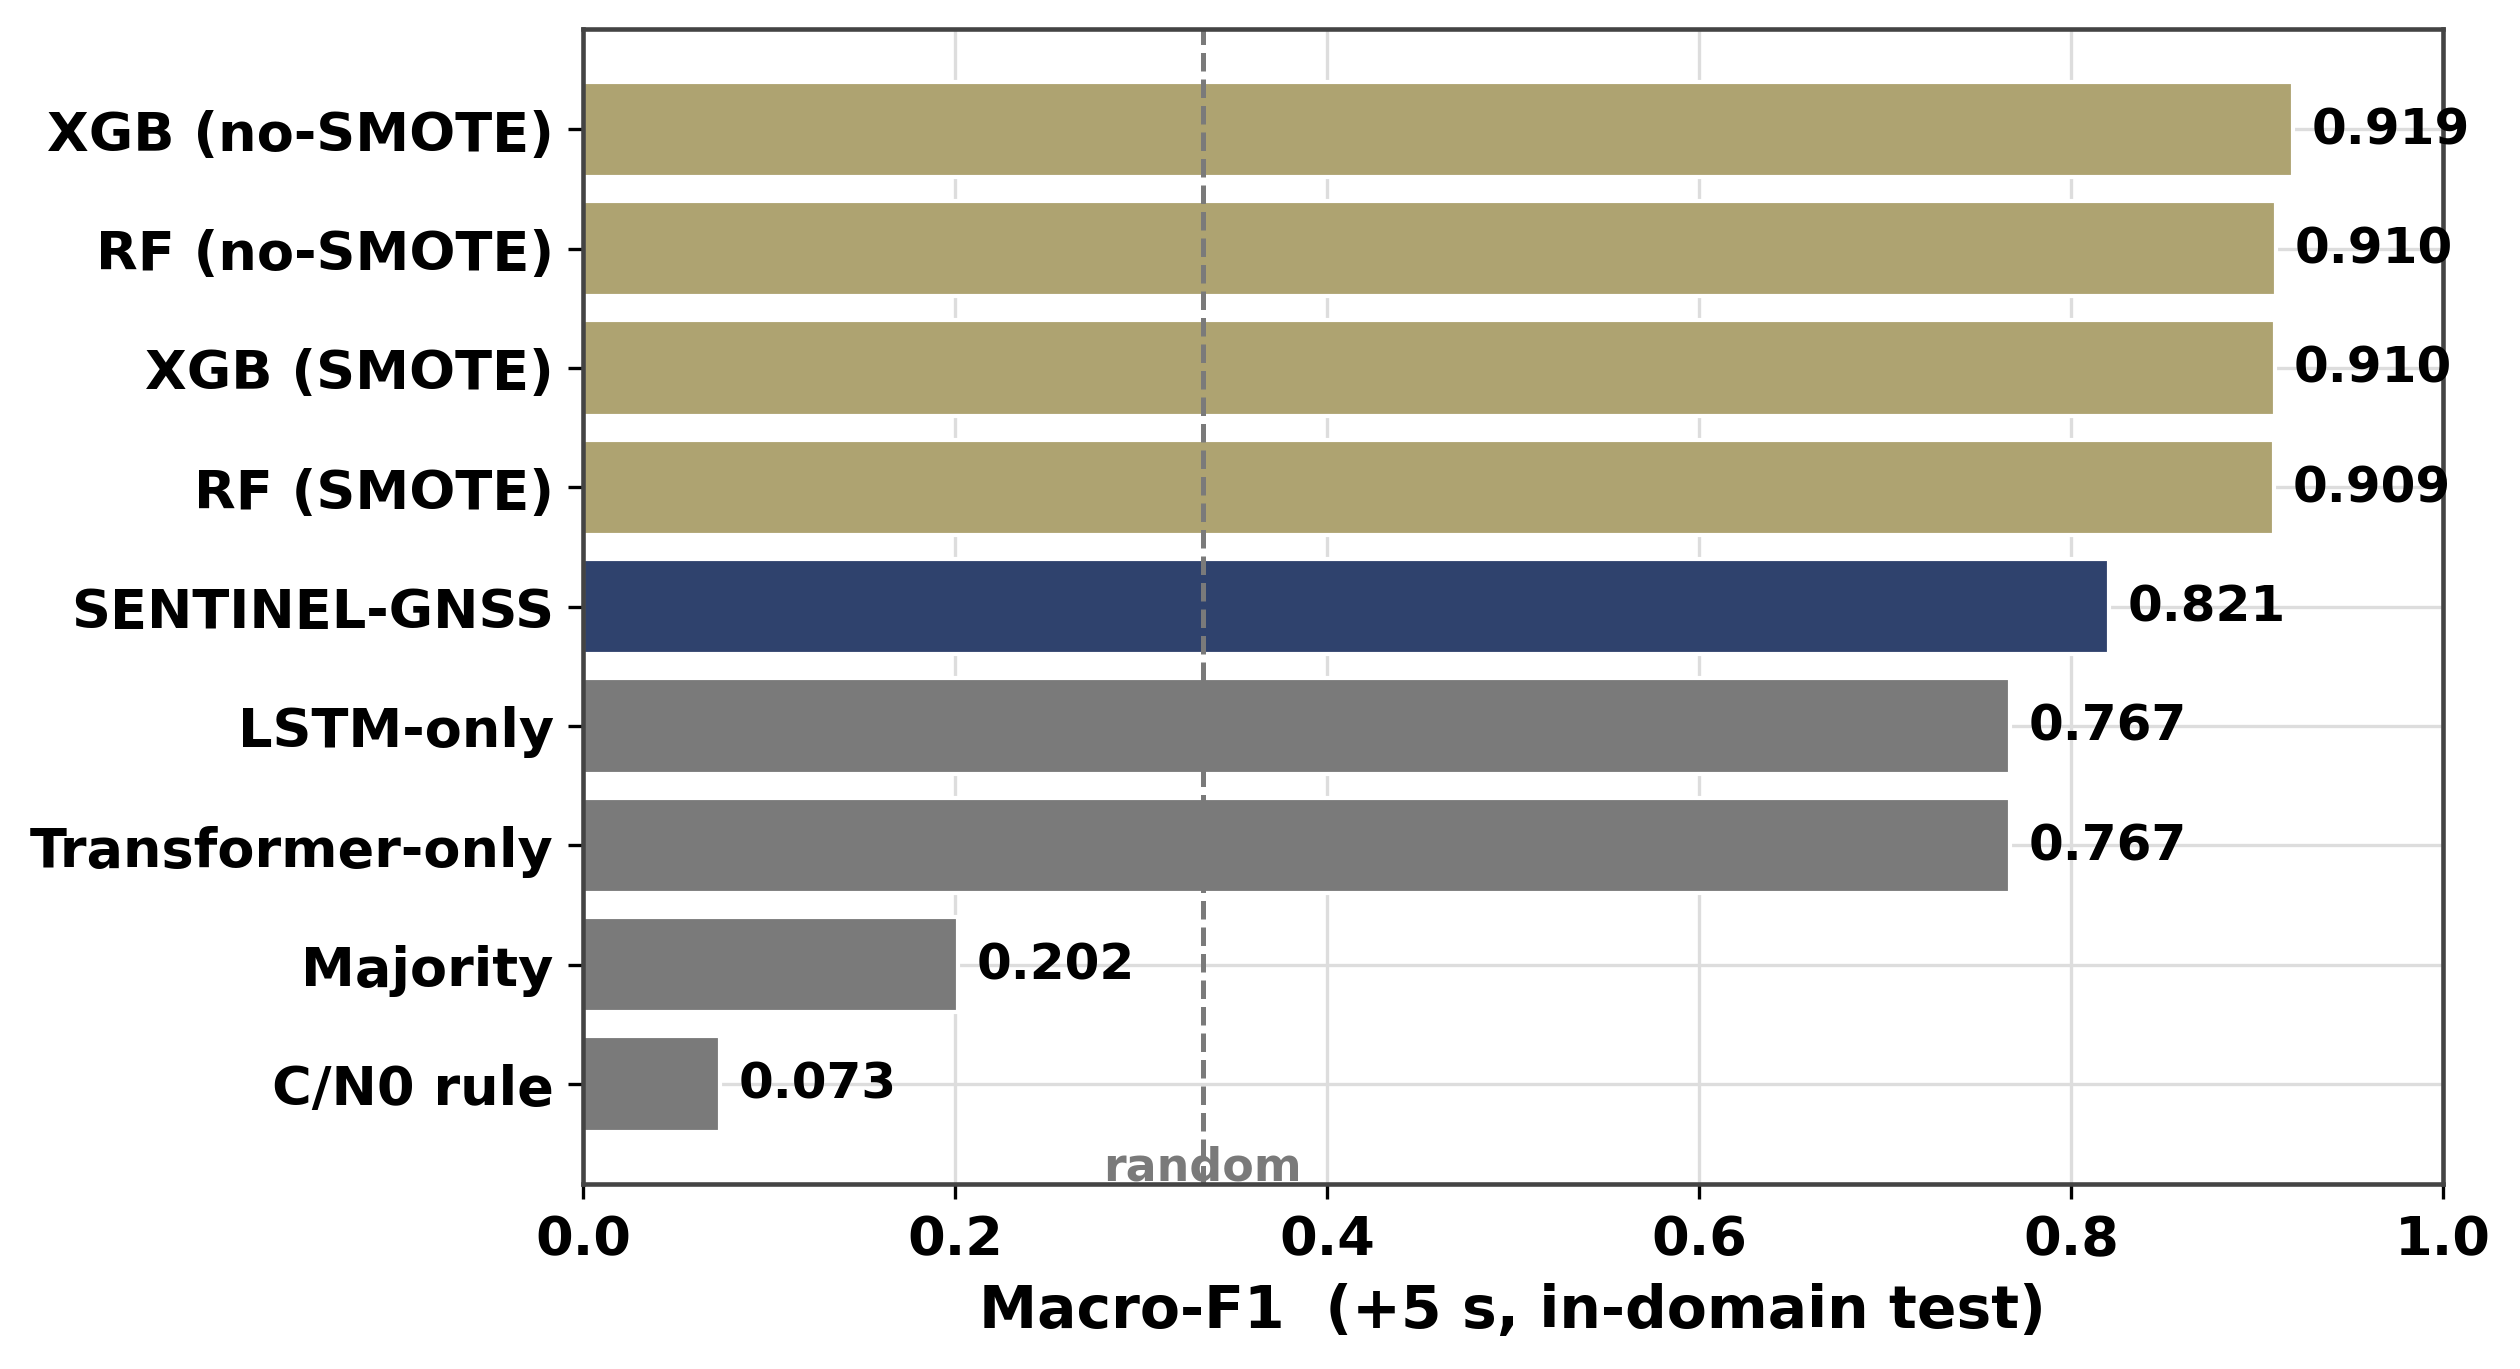 XGB (no-SMOTE) 0.919
RF (no-SMOTE) 0.910
XGB (SMOTE) 0.910
RF (SMOTE) 0.909
SENTINEL-GNSS 0.821
LSTM-only 0.767
Transformer-only 0.767
Majority 0.202
C/N0 rule 0.073
random
0.0 0.2 0.4 0.6 0.8 1.0
Macro-F1 (+5 s, in-domain test)